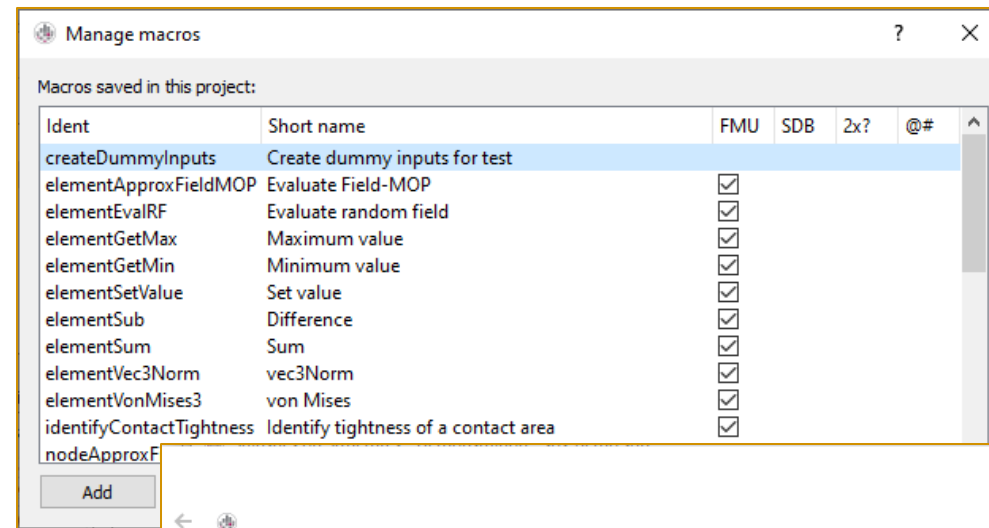 Manage macros ?
Macros saved in this project:
Ident Short name FMU SDB 2x? @#
createDummyInputs Create dummy inputs for test
elementApproxFieldMOP Evaluate Field-MOP
elementEvalRF Evaluate random field
elementGetMax Maximum value
elementGetMin Minimum value
elementSetValue Set value
elementSub Difference
elementSum Sum
elementVec3Norm vec3Norm
elementVonMises3 von Mises
identifyContactTightness Identify tightness of a contact area
nodeApproxF
Add